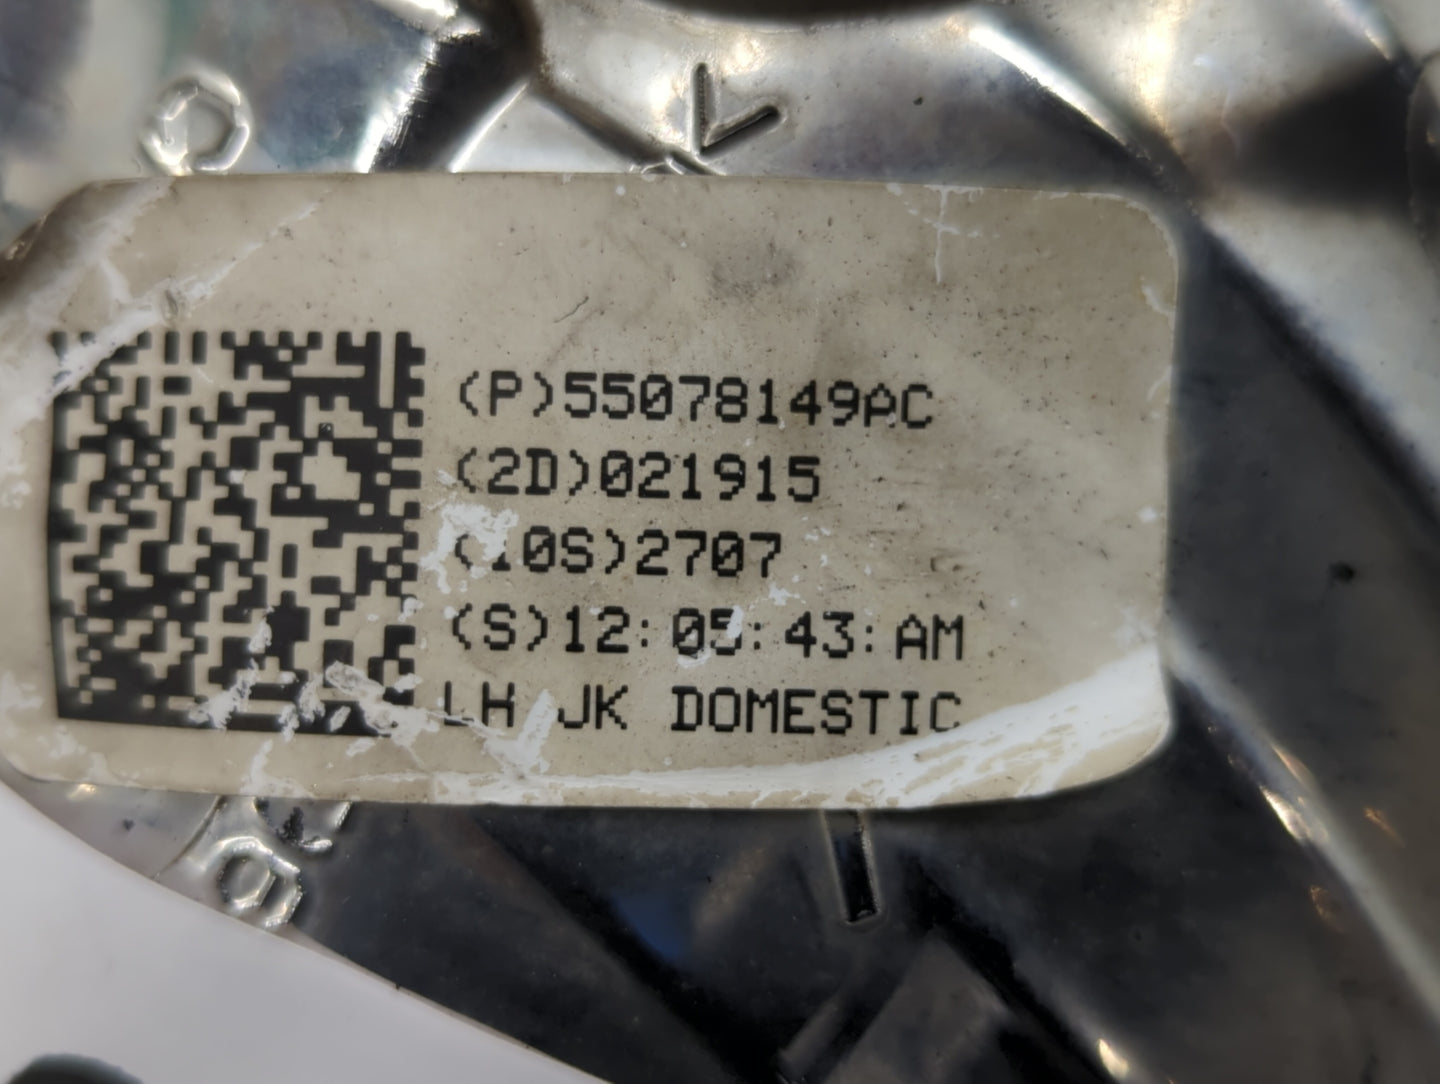 (P)55078149AC
(2D)021915
(10S)2707
(S)12:05:43:AM
LH JK DOMESTIC